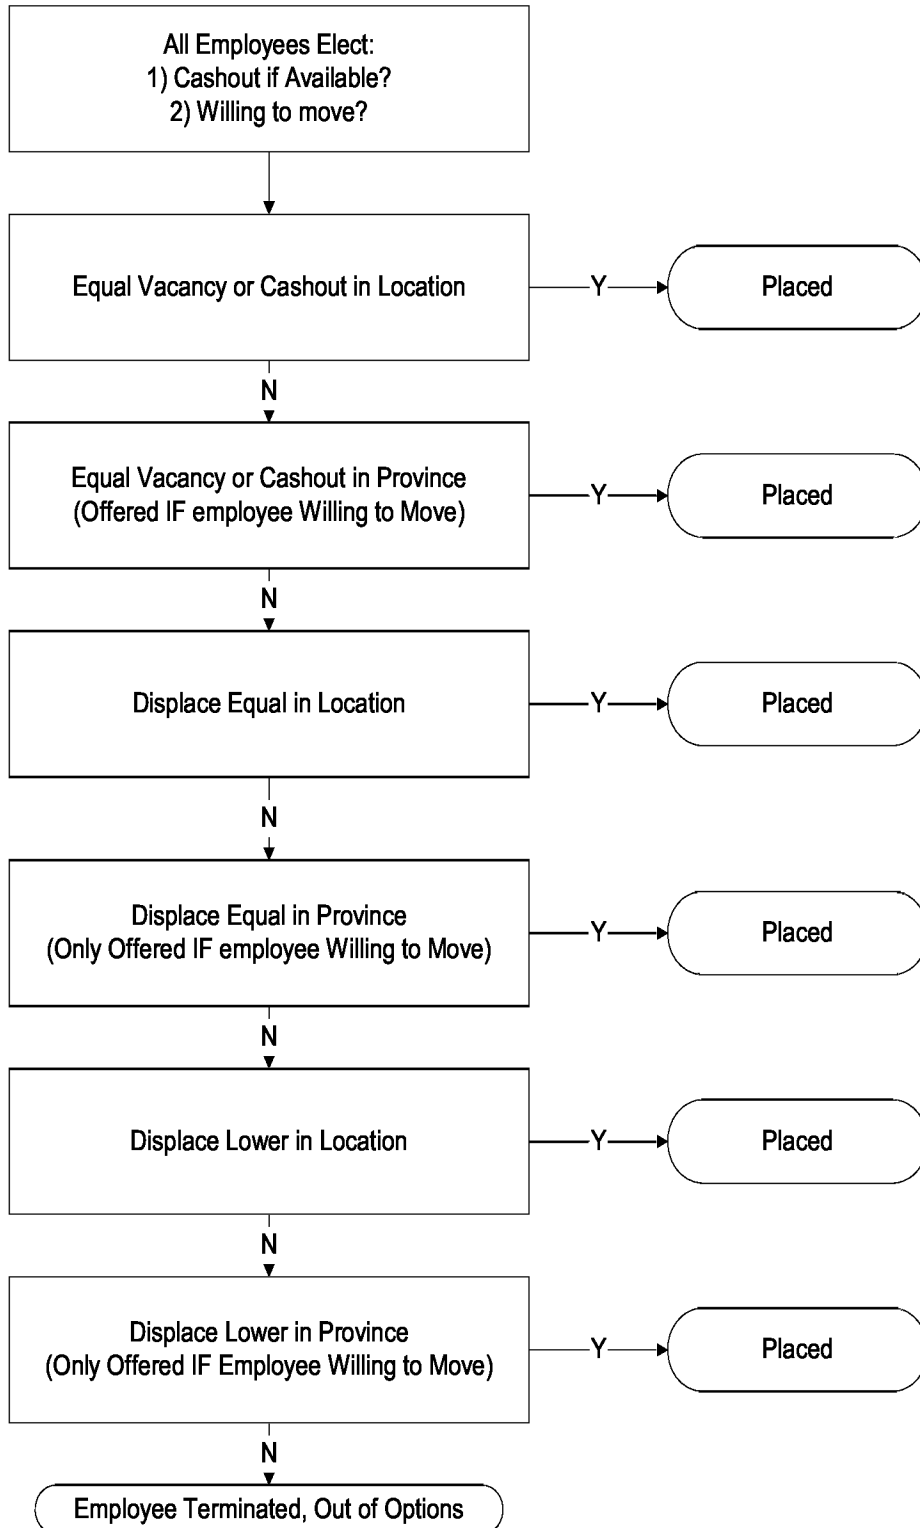 All Employees Elect:
1) Cashout if Available?
2) Willing to move?
Equal Vacancy or Cashout in Location
Y
Placed
N
Equal Vacancy or Cashout in Province
(Offered IF employee Willing to Move)
Y
Placed
N
Displace Equal in Location
Y
Placed
N
Displace Equal in Province
(Only Offered IF employee Willing to Move)
Y
Placed
N
Displace Lower in Location
Y
Placed
N
Displace Lower in Province
(Only Offered IF Employee Willing to Move)
Y
Placed
N
Employee Terminated, Out of Options